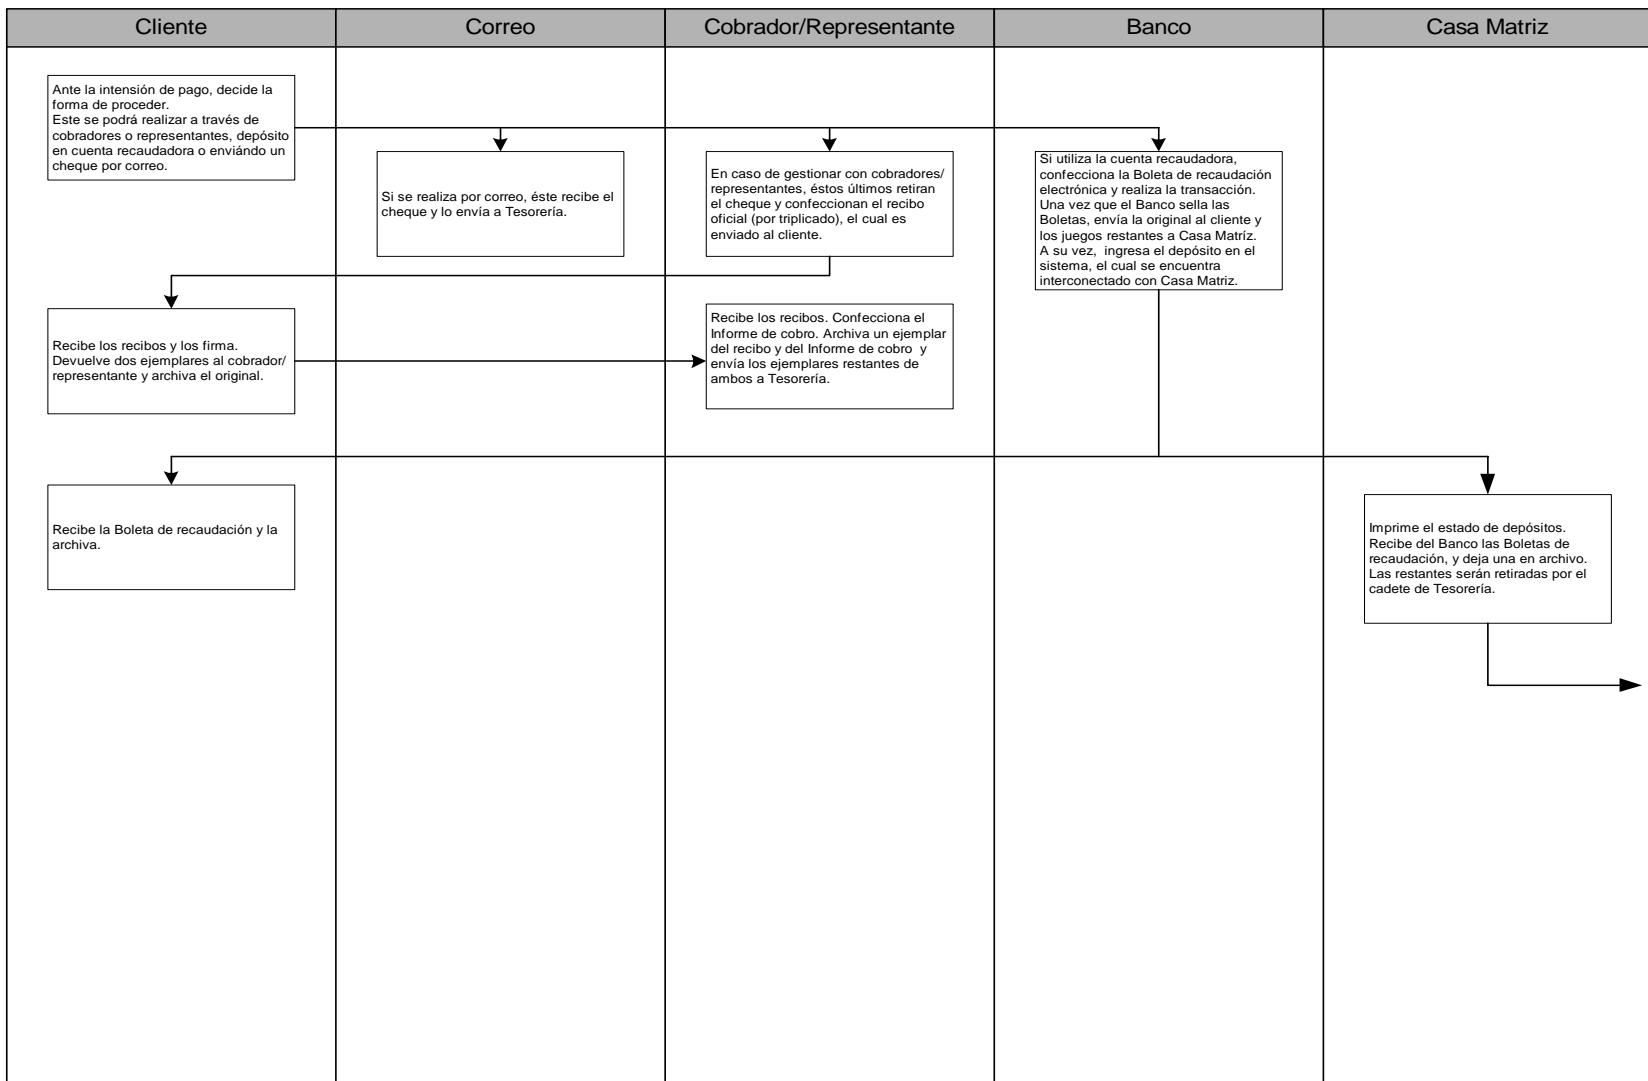 Cliente
Correo
Cobrador/Representante
Banco
Casa Matriz
Ante la intensión de pago, decide la
forma de proceder.
Este se podrá realizar a través de
cobradores o representantes, depósito
en cuenta recaudadora o enviándo un
cheque por correo.
Si se realiza por correo, éste recibe el
cheque y lo envía a Tesorería.
En caso de gestionar con cobradores/
representantes, éstos últimos retiran
el cheque y confeccionan el recibo
oficial (por triplicado), el cual es
enviado al cliente.
Si utiliza la cuenta recaudadora,
confecciona la Boleta de recaudación
electrónica y realiza la transacción.
Una vez que el Banco sella las
Boletas, envía la original al cliente y
los juegos restantes a Casa Matríz.
A su vez, ingresa el depósito en el
sistema, el cual se encuentra
interconectado con Casa Matriz.
Recibe los recibos y los firma.
Devuelve dos ejemplares al cobrador/
representante y archiva el original.
Recibe los recibos. Confecciona el
Informe de cobro. Archiva un ejemplar
del recibo y del Informe de cobro y
envía los ejemplares restantes de
ambos a Tesorería.
Recibe la Boleta de recaudación y la
archiva.
Imprime el estado de depósitos.
Recibe del Banco las Boletas de
recaudación, y deja una en archivo.
Las restantes serán retiradas por el
cadete de Tesorería.